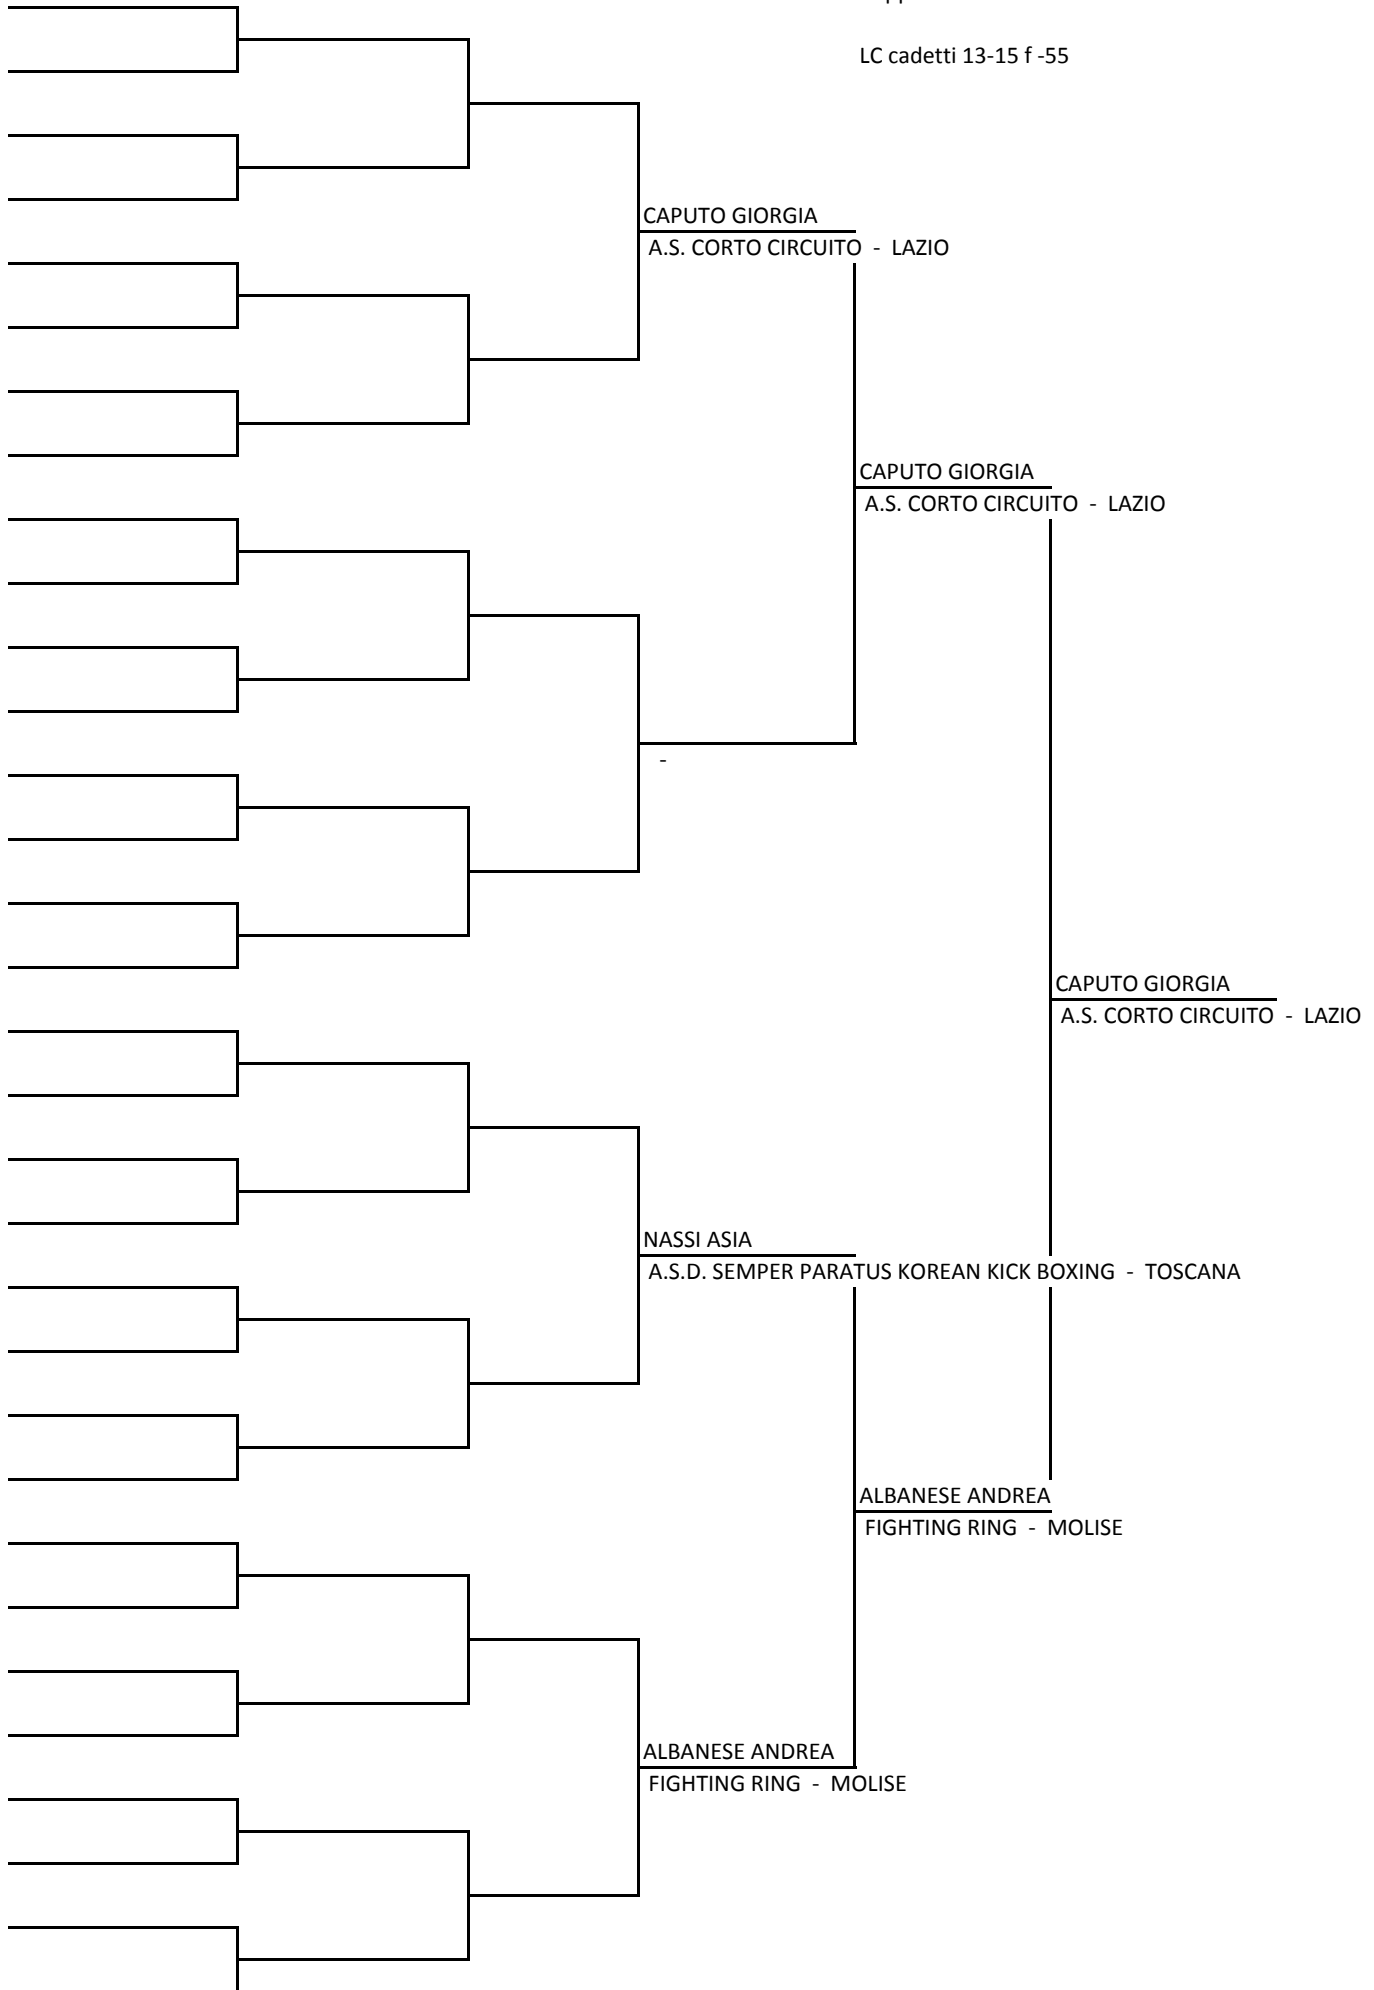 LC cadetti 13-15 f -55
CAPUTO GIORGIA
A.S. CORTO CIRCUITO - LAZIO
CAPUTO GIORGIA
A.S. CORTO CIRCUITO - LAZIO
-
CAPUTO GIORGIA
A.S. CORTO CIRCUITO - LAZIO
NASSI ASIA
A.S.D. SEMPER PARATUS KOREAN KICK BOXING - TOSCANA
ALBANESE ANDREA
FIGHTING RING - MOLISE
ALBANESE ANDREA
FIGHTING RING - MOLISE